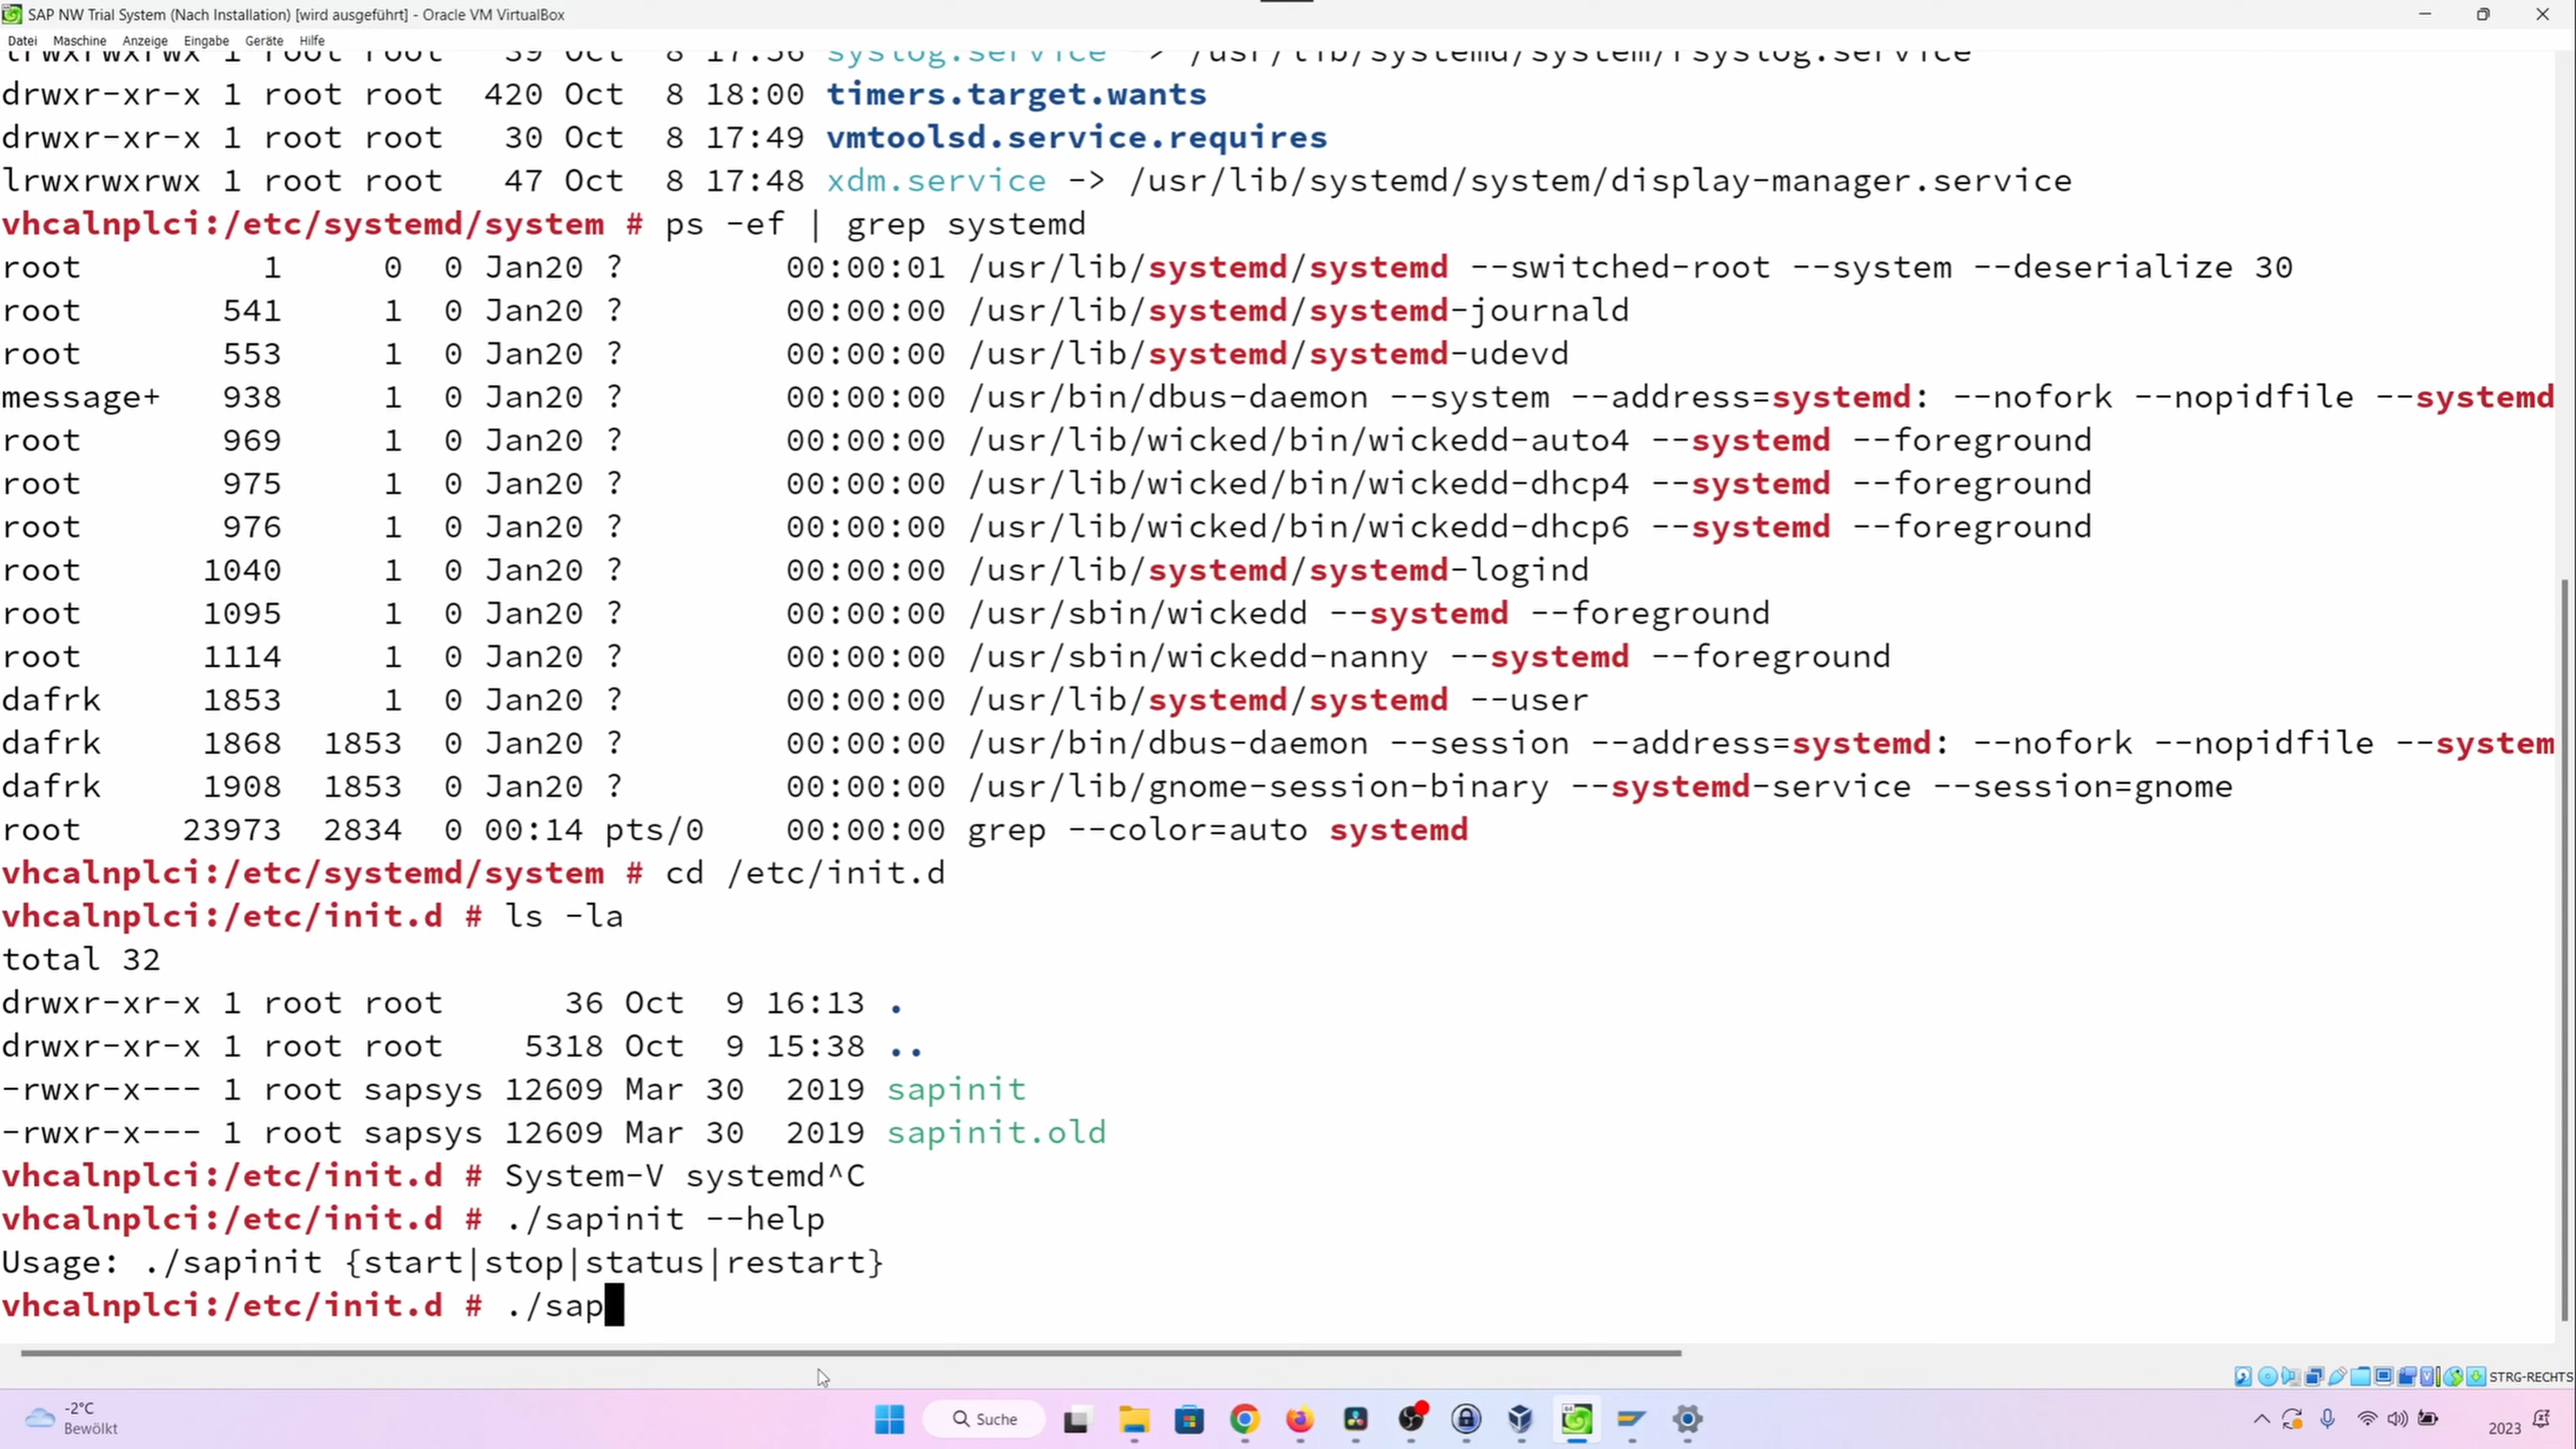 SAP NW Trial System (Nach Installation) [wird ausgeführt] - Oracle VM VirtualBox
Datei Maschine Anzeige Eingabe Geräte Hilfe
lrwxrwxrwx 1 root root 39 Oct 8 17:56 syslog.service -> /usr/lib/systemd/system/rsyslog.service
drwxr-xr-x 1 root root 420 Oct 8 18:00 timers.target.wants
drwxr-xr-x 1 root root 30 Oct 8 17:49 vmtoolsd.service.requires
lrwxrwxrwx 1 root root 47 Oct 8 17:48 xdm.service -> /usr/lib/systemd/system/display-manager.service
vhcalnplci:/etc/systemd/system # ps -ef | grep systemd
root 1 0 0 Jan20 ? 00:00:01 /usr/lib/systemd/systemd --switched-root --system --deserialize 30
root 541 1 0 Jan20 ? 00:00:00 /usr/lib/systemd/systemd-journald
root 553 1 0 Jan20 ? 00:00:00 /usr/lib/systemd/systemd-udevd
message+ 938 1 0 Jan20 ? 00:00:00 /usr/bin/dbus-daemon --system --address=systemd: --nofork --nopidfile --systemd
root 969 1 0 Jan20 ? 00:00:00 /usr/lib/wicked/bin/wickedd-auto4 --systemd --foreground
root 975 1 0 Jan20 ? 00:00:00 /usr/lib/wicked/bin/wickedd-dhcp4 --systemd --foreground
root 976 1 0 Jan20 ? 00:00:00 /usr/lib/wicked/bin/wickedd-dhcp6 --systemd --foreground
root 1040 1 0 Jan20 ? 00:00:00 /usr/lib/systemd/systemd-logind
root 1095 1 0 Jan20 ? 00:00:00 /usr/sbin/wickedd --systemd --foreground
root 1114 1 0 Jan20 ? 00:00:00 /usr/sbin/wickedd-nanny --systemd --foreground
dafrk 1853 1 0 Jan20 ? 00:00:00 /usr/lib/systemd/systemd --user
dafrk 1868 1853 0 Jan20 ? 00:00:00 /usr/bin/dbus-daemon --session --address=systemd: --nofork --nopidfile --system
dafrk 1908 1853 0 Jan20 ? 00:00:00 /usr/lib/gnome-session-binary --systemd-service --session=gnome
root 23973 2834 0 00:14 pts/0 00:00:00 grep --color=auto systemd
vhcalnplci:/etc/systemd/system # cd /etc/init.d
vhcalnplci:/etc/init.d # ls -la
total 32
drwxr-xr-x 1 root root 36 Oct 9 16:13 .
drwxr-xr-x 1 root root 5318 Oct 9 15:38 ..
-rwxr-x--- 1 root sapsys 12609 Mar 30 2019 sapinit
-rwxr-x--- 1 root sapsys 12609 Mar 30 2019 sapinit.old
vhcalnplci:/etc/init.d # System-V systemd^C
vhcalnplci:/etc/init.d # ./sapinit --help
Usage: ./sapinit {start|stop|status|restart}
vhcalnplci:/etc/init.d # ./sap
STRG-RECHTS
-2°C
Bewölkt
Suche
2023